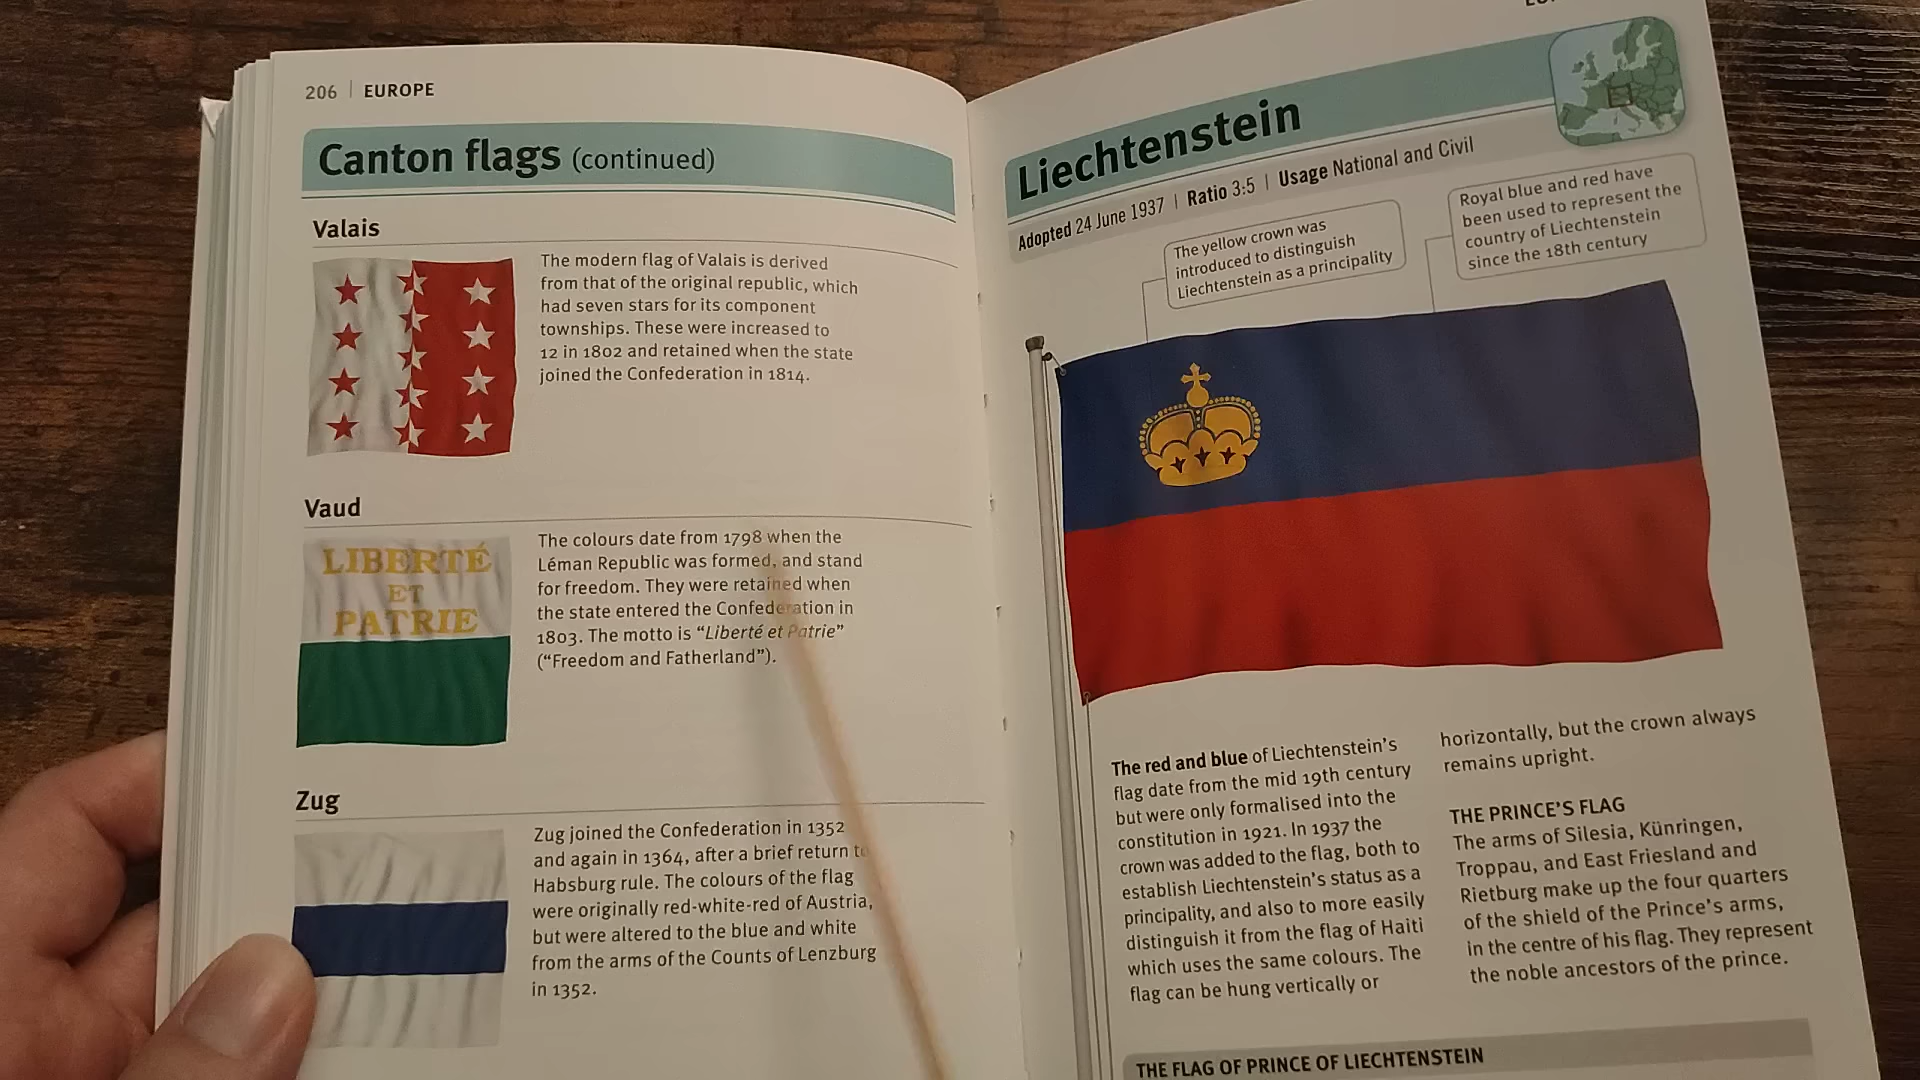 206 | EUROPE
Canton flags (continued)
Valais
The modern flag of Valais is derived
from that of the original republic, which
had seven stars for its component
townships. These were increased to
12 in 1802 and retained when the state
joined the Confederation in 1814.
Vaud
LIBERTÉ
ET
PATRIE
The colours date from 1798 when the
Léman Republic was formed, and stand
for freedom. They were retained when
the state entered the Confederation in
1803. The motto is “Liberté et Patrie”
(“Freedom and Fatherland”).
Zug
Zug joined the Confederation in 1352
and again in 1364, after a brief return to
Habsburg rule. The colours of the flag
were originally red-white-red of Austria,
but were altered to the blue and white
from the arms of the Counts of Lenzburg
in 1352.
Liechtenstein
Adopted 24 June 1937 | Ratio 3:5 | Usage National and Civil
The yellow crown was
introduced to distinguish
Liechtenstein as a principality
Royal blue and red have
been used to represent the
country of Liechtenstein
since the 18th century
The red and blue of Liechtenstein’s
flag date from the mid 19th century
but were only formalised into the
constitution in 1921. In 1937 the
crown was added to the flag, both to
establish Liechtenstein’s status as a
principality, and also to more easily
distinguish it from the flag of Haiti
which uses the same colours. The
flag can be hung vertically or
horizontally, but the crown always
remains upright.
THE PRINCE’S FLAG
The arms of Silesia, Künringen,
Troppau, and East Friesland and
Rietburg make up the four quarters
of the shield of the Prince’s arms,
in the centre of his flag. They represent
the noble ancestors of the prince.
THE FLAG OF PRINCE OF LIECHTENSTEIN